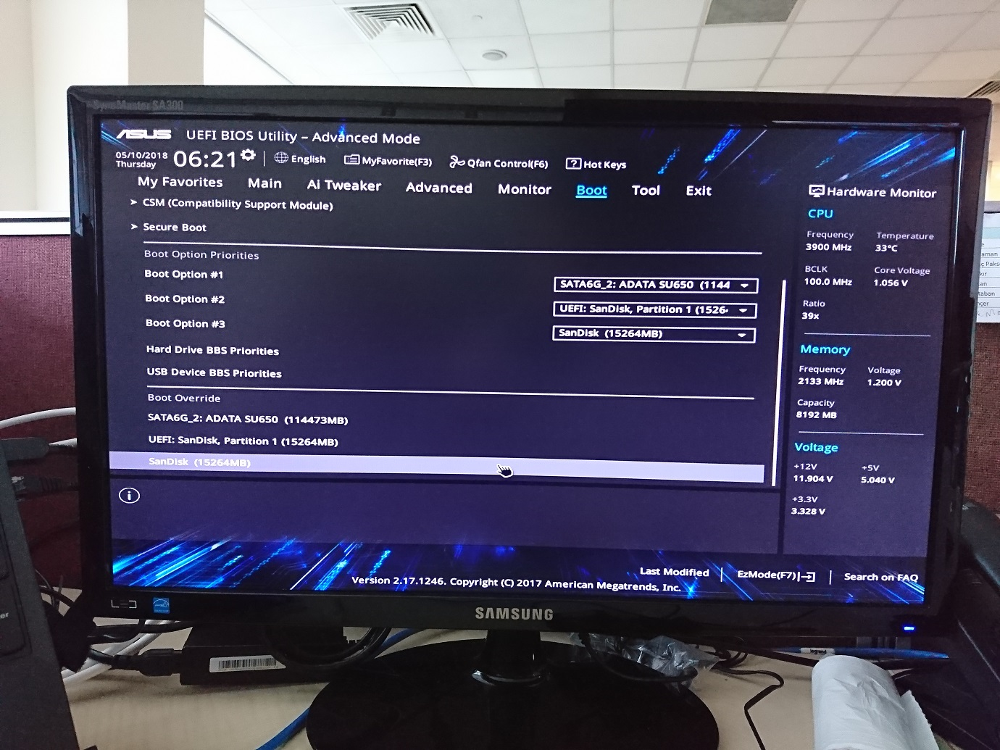 SyncMaster SA300
ASUS UEFI BIOS Utility – Advanced Mode
05/10/2018
Thursday
06:21
English
MyFavorite(F3)
Qfan Control(F6)
? Hot Keys
My Favorites Main Ai Tweaker Advanced Monitor Boot Tool Exit
> CSM (Compatibility Support Module)
> Secure Boot
Boot Option Priorities
Boot Option #1 SATA6G_2: ADATA SU650 (1144
Boot Option #2 UEFI: SanDisk, Partition 1 (1526
Boot Option #3 SanDisk (15264MB)
Hard Drive BBS Priorities
USB Device BBS Priorities
Boot Override
SATA6G_2: ADATA SU650 (114473MB)
UEFI: SanDisk, Partition 1 (15264MB)
SanDisk (15264MB)
i
Hardware Monitor
CPU
Frequency Temperature
3900 MHz 33°C
BCLK Core Voltage
100.0 MHz 1.056 V
Ratio
39x
Memory
Frequency Voltage
2133 MHz 1.200 V
Capacity
8192 MB
Voltage
+12V +5V
11.904 V 5.040 V
+3.3V
3.328 V
Last Modified
EzMode(F7)
Search on FAQ
Version 2.17.1246. Copyright (C) 2017 American Megatrends, Inc.
LED
SAMSUNG
legrand